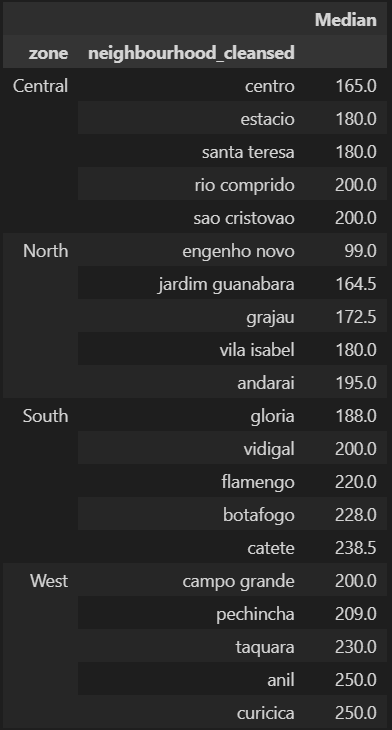 Median
zone neighbourhood_cleansed
Central centro 165.0
estacio 180.0
santa teresa 180.0
rio comprido 200.0
sao cristovao 200.0
North engenho novo 99.0
jardim guanabara 164.5
grajau 172.5
vila isabel 180.0
andarai 195.0
South gloria 188.0
vidigal 200.0
flamengo 220.0
botafogo 228.0
catete 238.5
West campo grande 200.0
pechincha 209.0
taquara 230.0
anil 250.0
curicica 250.0